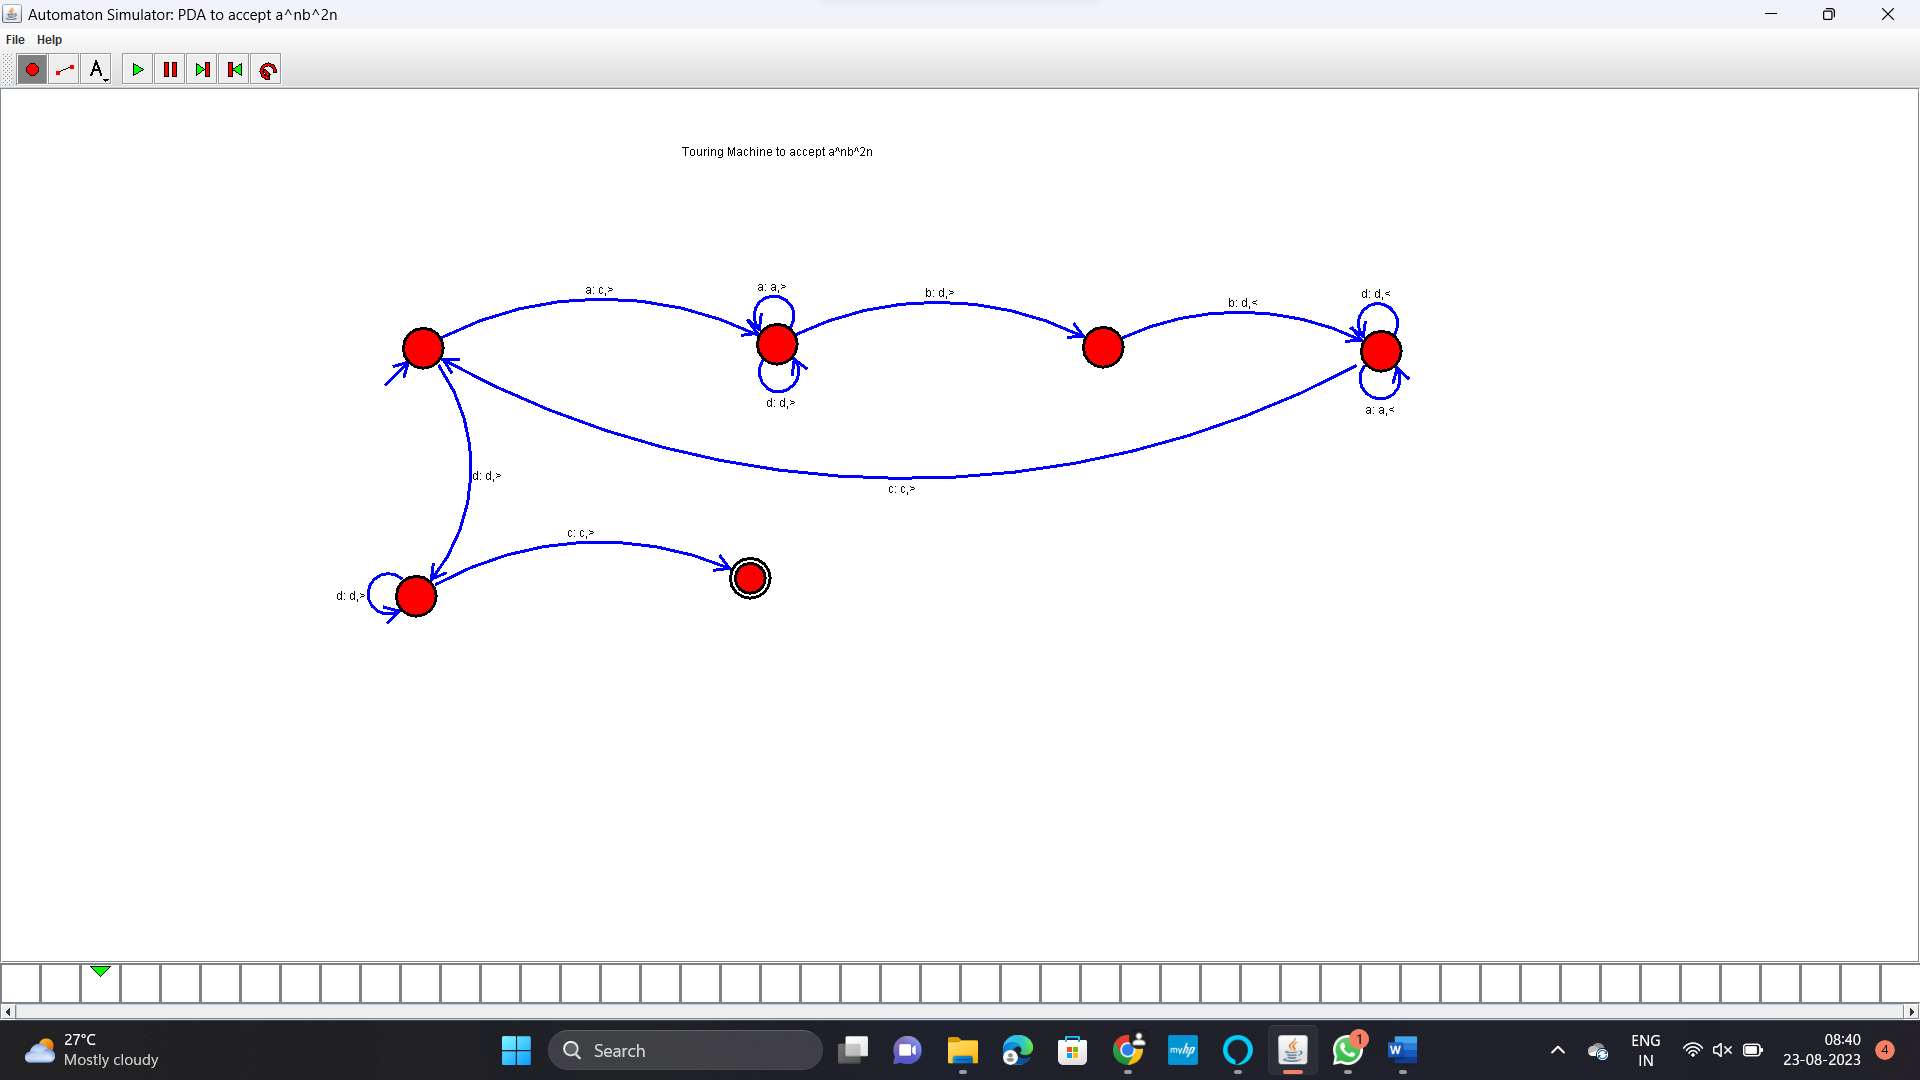 Automaton Simulator: PDA to accept a^nb^2n
File Help
A
Touring Machine to accept a^nb^2n
a: c,> a: a,> b: d,> b: d,< d: d,<
d: d,> a: a,<
d: d,>
c: c,>
c: c,>
d: d,>
27°C
Mostly cloudy
Search
myhp
1
W
ENG
IN
08:40
23-08-2023
4